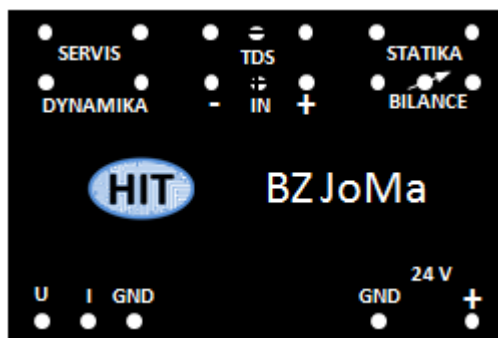 SERVIS TDS STATIKA
DYNAMIKA - IN + BILANCE
HIT BZ JoMa
24 V
U I GND GND +